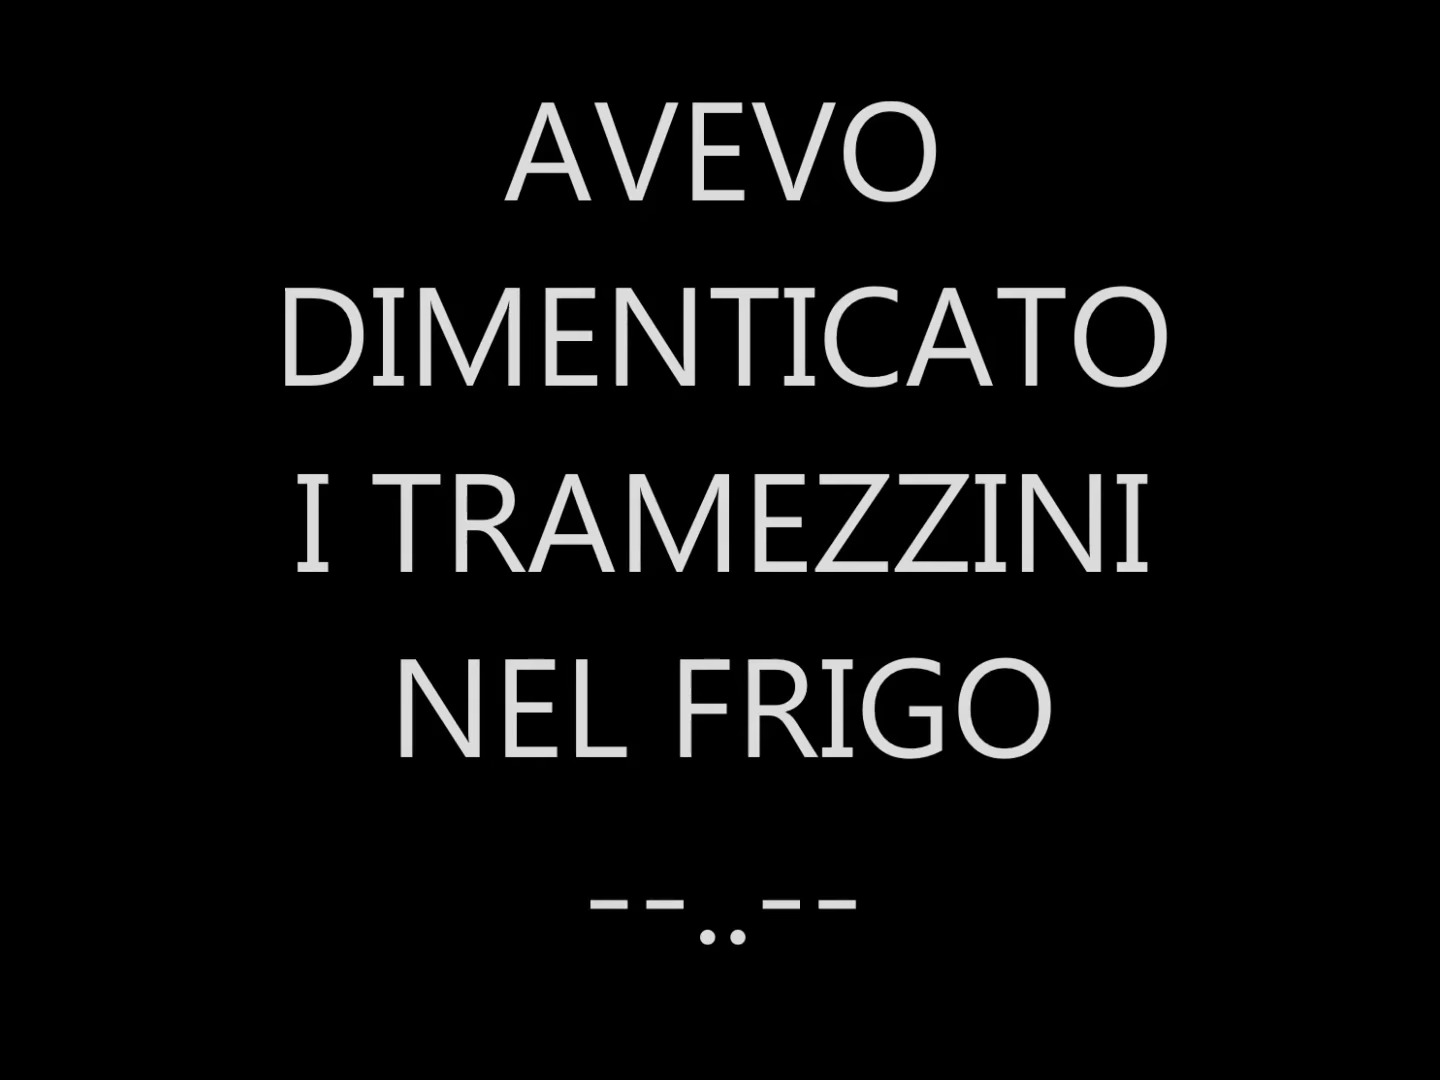 AVEVO
DIMENTICATO
I TRAMEZZINI
NEL FRIGO
--..--